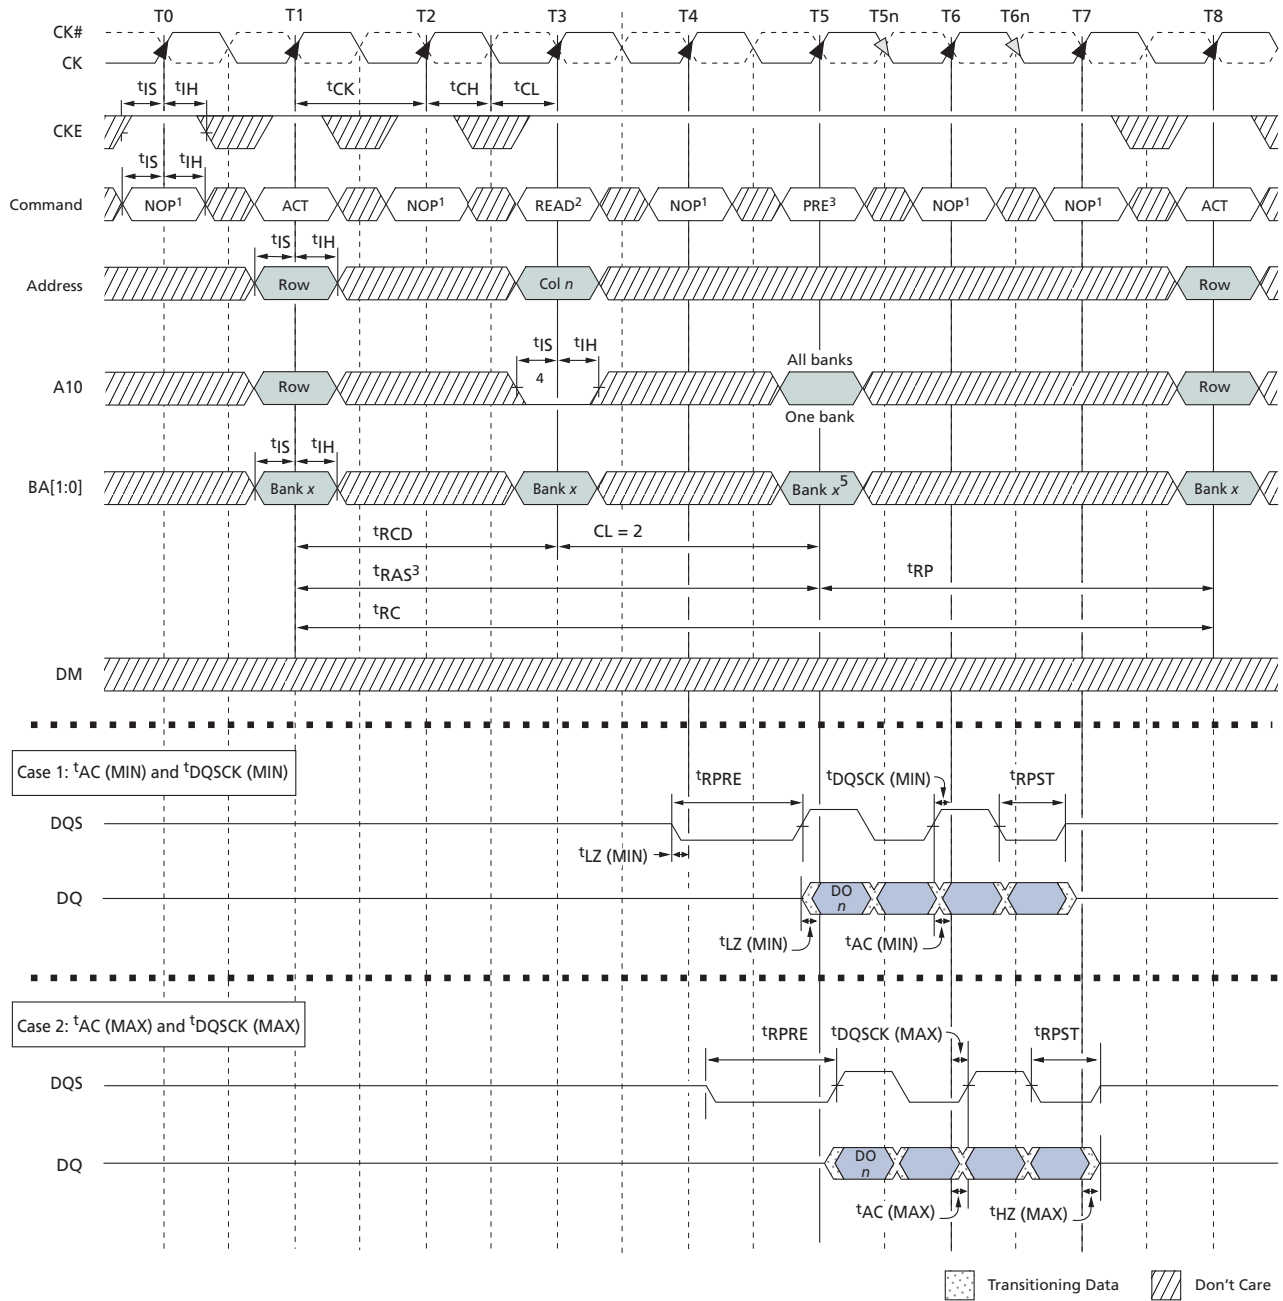 T0 T1 T2 T3 T4 T5 T5n T6 T6n T7 T8
CK#
CK
tIS tIH tCK tCH tCL
CKE
tIS tIH
Command NOP1 ACT NOP1 READ2 NOP1 PRE3 NOP1 NOP1 ACT
tIS tIH
Address Row Col n Row
tIS tIH All banks
A10 Row 4 Row
One bank
tIS tIH
BA[1:0] Bank x Bank x Bank x5 Bank x
tRCD CL = 2
tRAS3 tRP
tRC
DM
Case 1: tAC (MIN) and tDQSCK (MIN)
tRPRE tDQSCK (MIN) tRPST
DQS
tLZ (MIN)
DQ DO
n
tLZ (MIN) tAC (MIN)
Case 2: tAC (MAX) and tDQSCK (MAX)
tRPRE tDQSCK (MAX) tRPST
DQS
DQ DO
n
tAC (MAX) tHZ (MAX)
Transitioning Data Don't Care